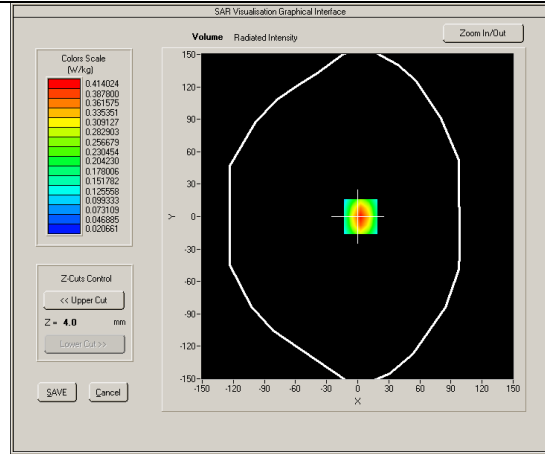 SAR Visualisation Graphical Interface
Volume Radiated Intensity
Zoom In/Out
Colors Scale
(W/kg)
0.414024
0.387800
0.361575
0.335351
0.309127
0.282903
0.256679
0.230454
0.204230
0.178006
0.151782
0.125558
0.099333
0.073109
0.046885
0.020661
Z-Cuts Control
<< Upper Cut
Z = 4.0 mm
Lower Cut >>
SAVE Cancel
150
120
90
60
30
0
-30
-60
-90
-120
-150
Y
-150 -120 -90 -60 -30 0 30 60 90 120 150
X